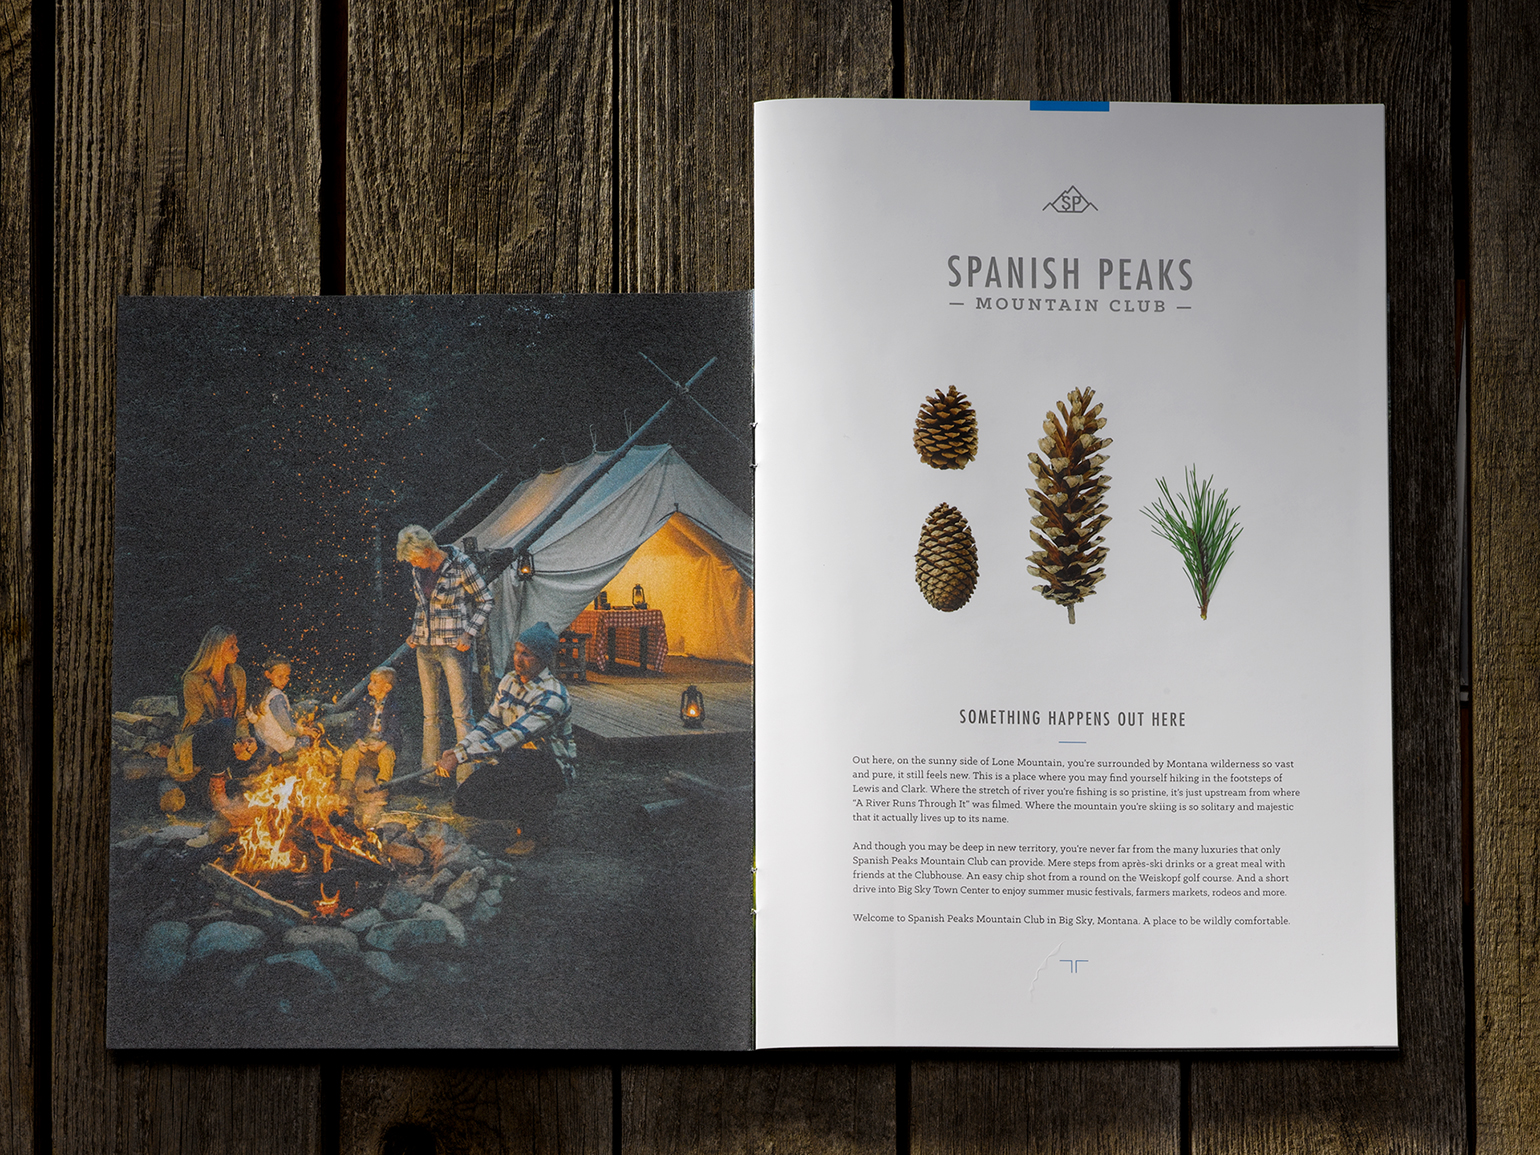 SP
SPANISH PEAKS
— MOUNTAIN CLUB —
SOMETHING HAPPENS OUT HERE
Out here, on the sunny side of Lone Mountain, you're surrounded by Montana wilderness so vast
and pure, it still feels new. This is a place where you may find yourself hiking in the footsteps of
Lewis and Clark. Where the stretch of river you're fishing is so pristine, it's just upstream from where
"A River Runs Through It" was filmed. Where the mountain you're skiing is so solitary and majestic
that it actually lives up to its name.
And though you may be deep in new territory, you're never far from the many luxuries that only
Spanish Peaks Mountain Club can provide. Mere steps from après-ski drinks or a great meal with
friends at the Clubhouse. An easy chip shot from a round on the Weiskopf golf course. And a short
drive into Big Sky Town Center to enjoy summer music festivals, farmers markets, rodeos and more.
Welcome to Spanish Peaks Mountain Club in Big Sky, Montana. A place to be wildly comfortable.